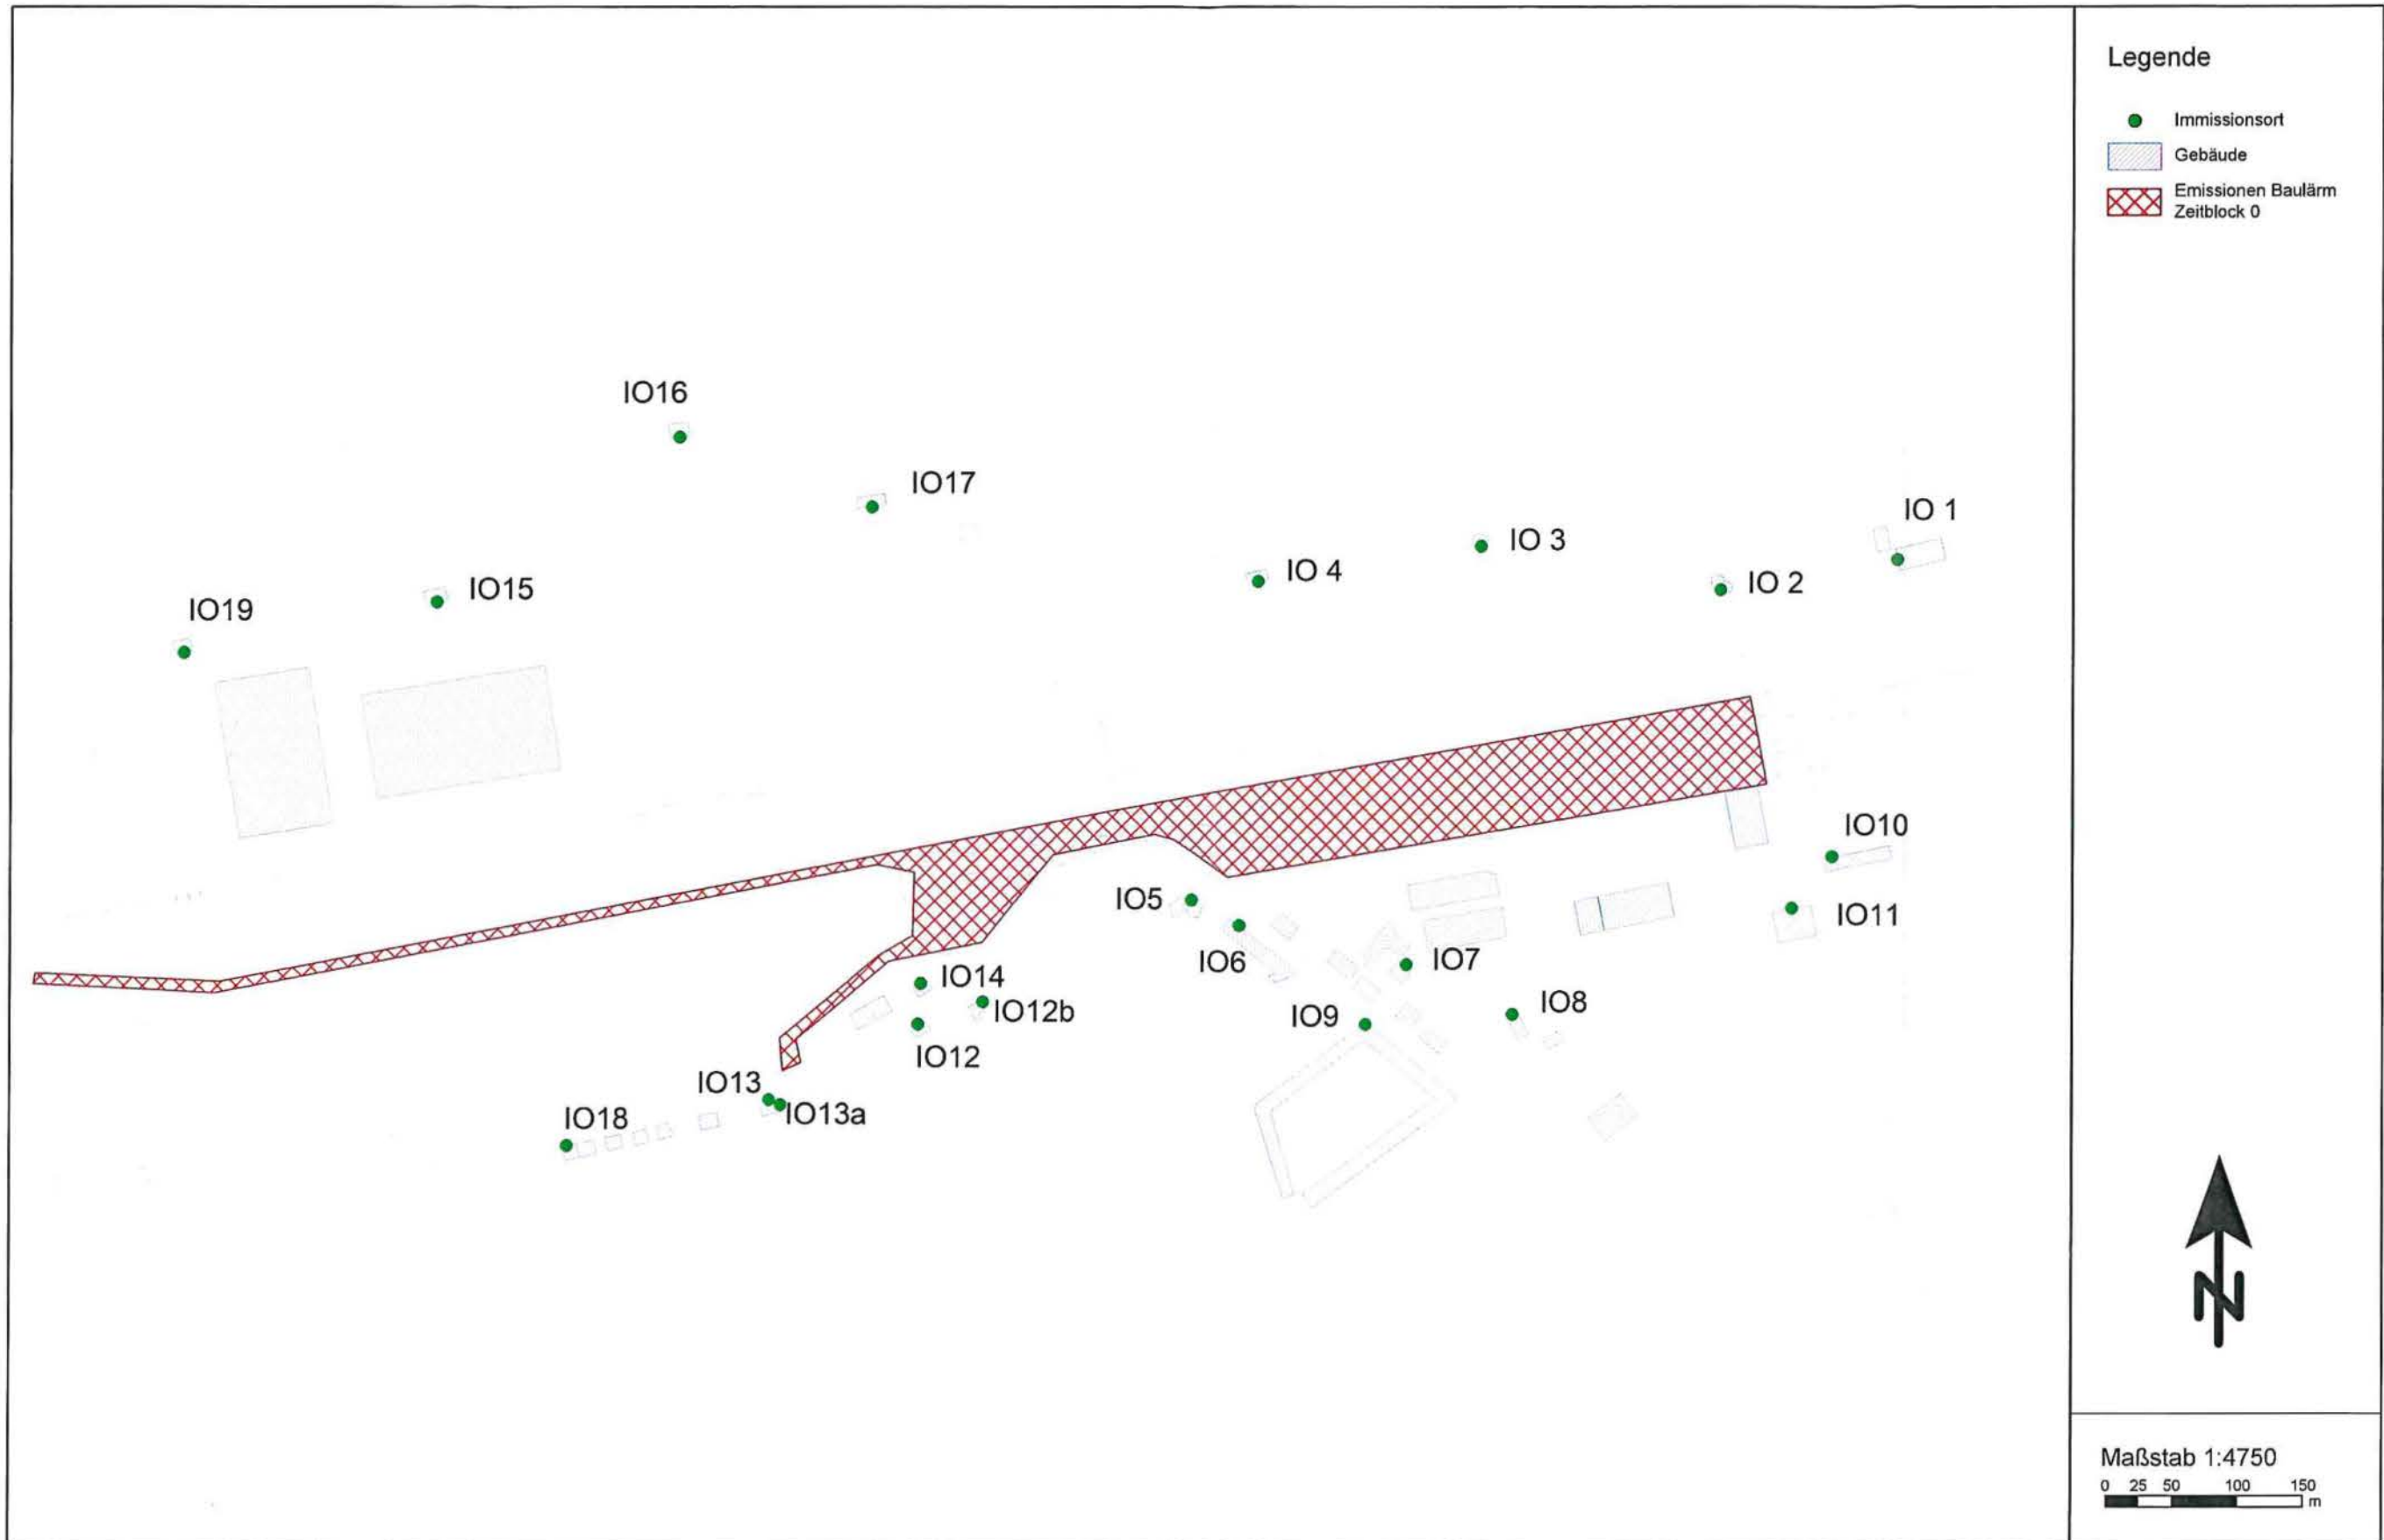 Legende
Immissionsort
Gebäude
Emissionen Baulärm
Zeitblock 0
IO16
IO17
IO 1
IO 3
IO 4
IO 2
IO15
IO19
IO10
IO5
IO11
IO6
IO7
IO14
IO8
IO12b
IO9
IO12
IO13
IO13a
IO18
N
Maßstab 1:4750
0 25 50 100 150
m